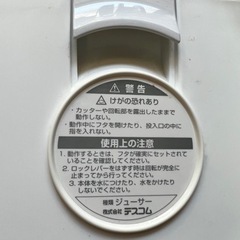 ⚠ 警告
けがの恐れあり
・カッターや回転部を露出したままで
動作しない。
・動作中にフタを開けたり、投入口の中に
指を入れない。
使用上の注意
1. 動作するときは、フタが確実にセットされて
いることを確認してください。
2. ロックレバーをはずす時は回転が完全に
止まってから行ってください。
3. 本体を水につけたり、水をかけたり
しないでください。
種類 ジューサー
株式会社 テスコム